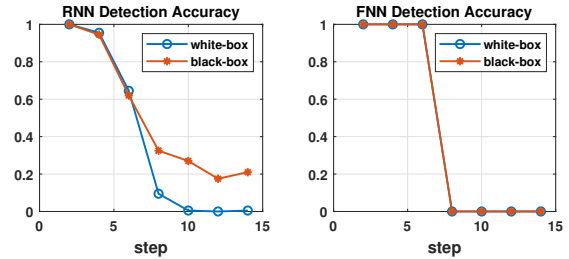 RNN Detection Accuracy
1
0.8
0.6
0.4
0.2
0
0
5
10
15
step
white-box
black-box
FNN Detection Accuracy
1
0.8
0.6
0.4
0.2
0
0
5
10
15
step
white-box
black-box